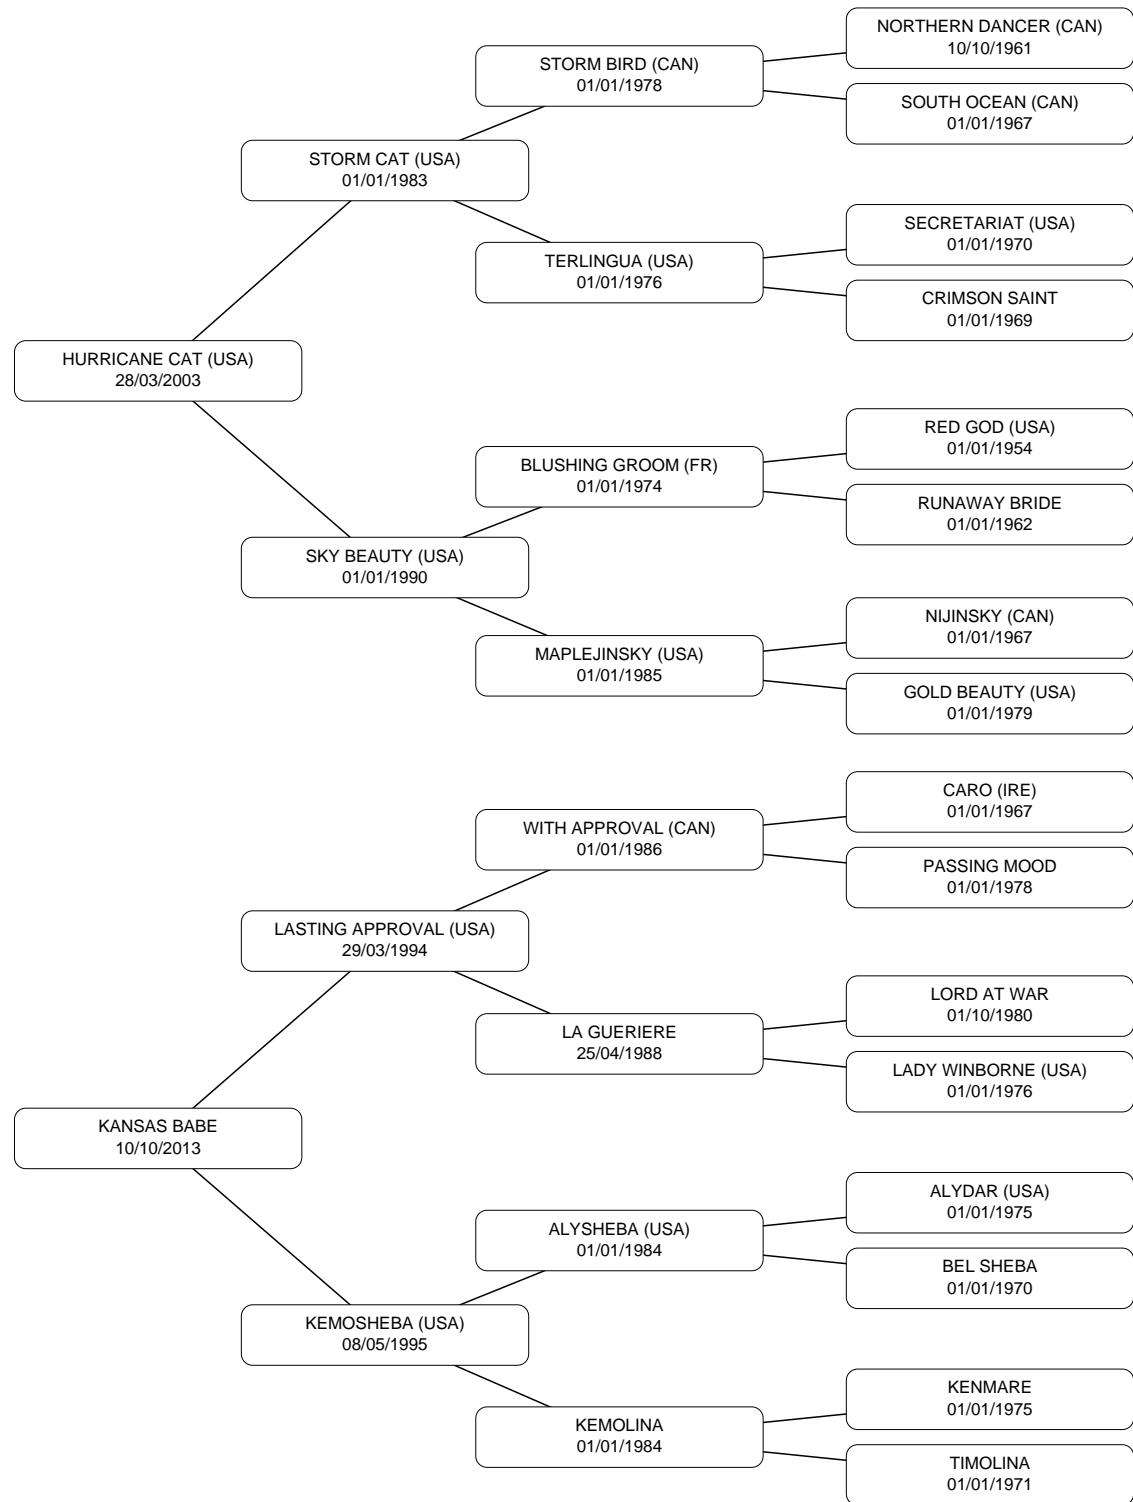 NORTHERN DANCER (CAN)
10/10/1961
STORM BIRD (CAN)
01/01/1978
SOUTH OCEAN (CAN)
01/01/1967
STORM CAT (USA)
01/01/1983
SECRETARIAT (USA)
01/01/1970
TERLINGUA (USA)
01/01/1976
CRIMSON SAINT
01/01/1969
HURRICANE CAT (USA)
28/03/2003
RED GOD (USA)
01/01/1954
BLUSHING GROOM (FR)
01/01/1974
RUNAWAY BRIDE
01/01/1962
SKY BEAUTY (USA)
01/01/1990
NIJINSKY (CAN)
01/01/1967
MAPLEJINSKY (USA)
01/01/1985
GOLD BEAUTY (USA)
01/01/1979
CARO (IRE)
01/01/1967
WITH APPROVAL (CAN)
01/01/1986
PASSING MOOD
01/01/1978
LASTING APPROVAL (USA)
29/03/1994
LORD AT WAR
01/10/1980
LA GUERIERE
25/04/1988
LADY WINBORNE (USA)
01/01/1976
KANSAS BABE
10/10/2013
ALYDAR (USA)
01/01/1975
ALYSHEBA (USA)
01/01/1984
BEL SHEBA
01/01/1970
KEMOSHEBA (USA)
08/05/1995
KENMARE
01/01/1975
KEMOLINA
01/01/1984
TIMOLINA
01/01/1971